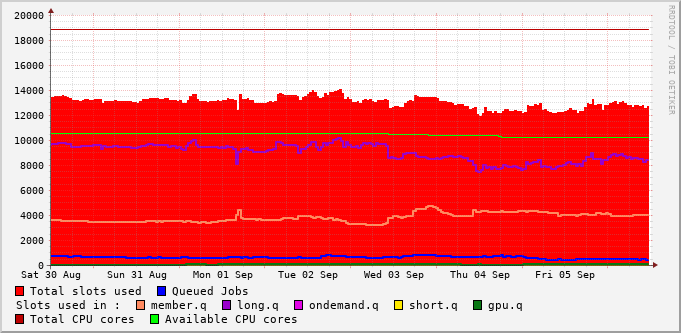 20000
18000
16000
14000
12000
10000
8000
6000
4000
2000
0
Sat 30 Aug Sun 31 Aug Mon 01 Sep Tue 02 Sep Wed 03 Sep Thu 04 Sep Fri 05 Sep
Total slots used Queued Jobs
Slots used in : member.q long.q ondemand.q short.q gpu.q
Total CPU cores Available CPU cores
RRDTOOL / TOBI OETIKER